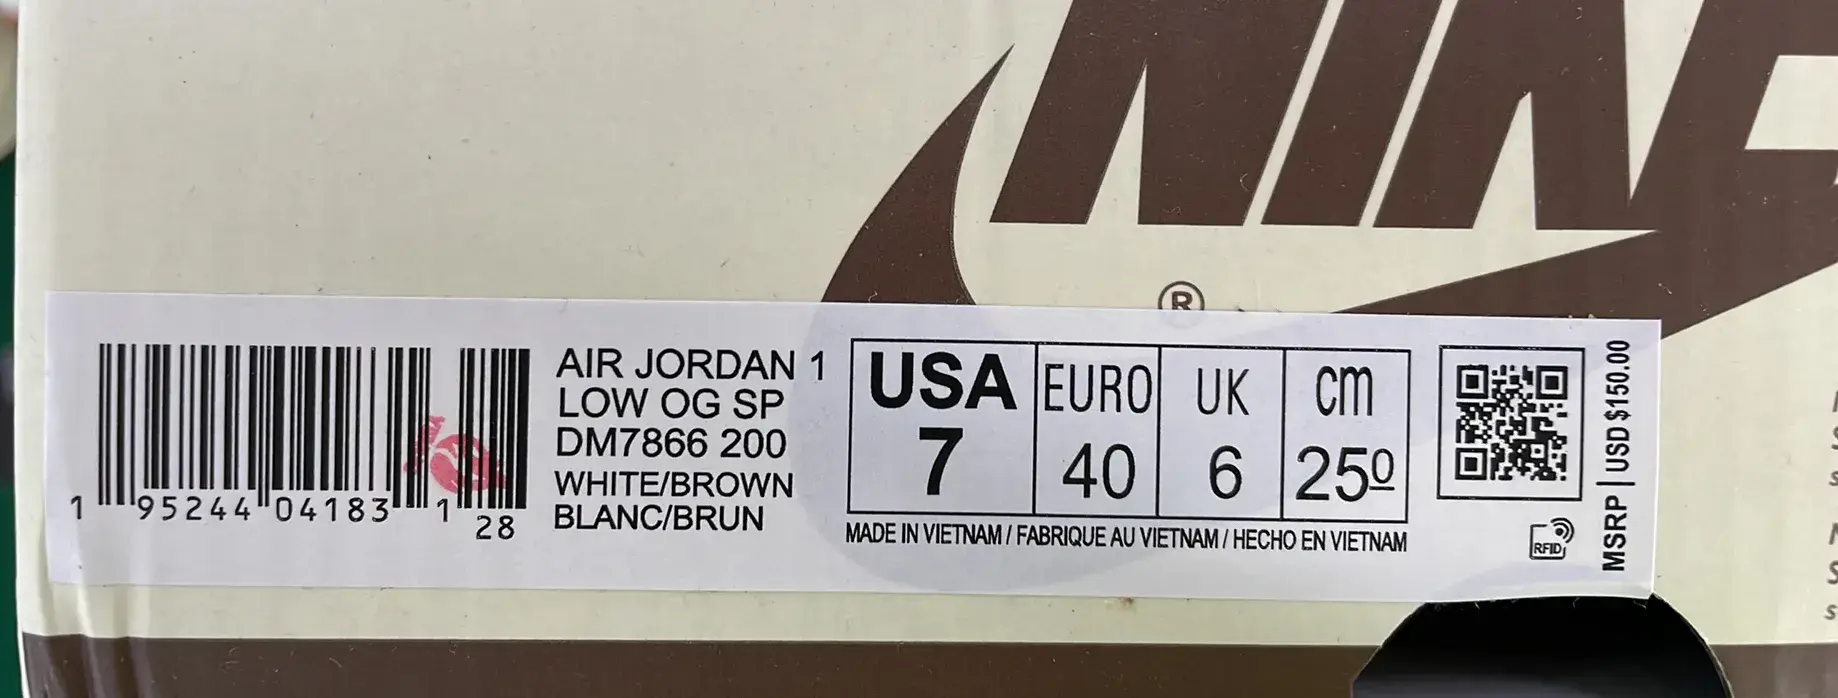 NIKE
®
AIR JORDAN 1
LOW OG SP
DM7866 200
WHITE/BROWN
BLANC/BRUN
1 95244 04183 1
28
USA EURO UK cm
7 40 6 25º
MADE IN VIETNAM / FABRIQUE AU VIETNAM / HECHO EN VIETNAM
RFID
MSRP | USD $150.00